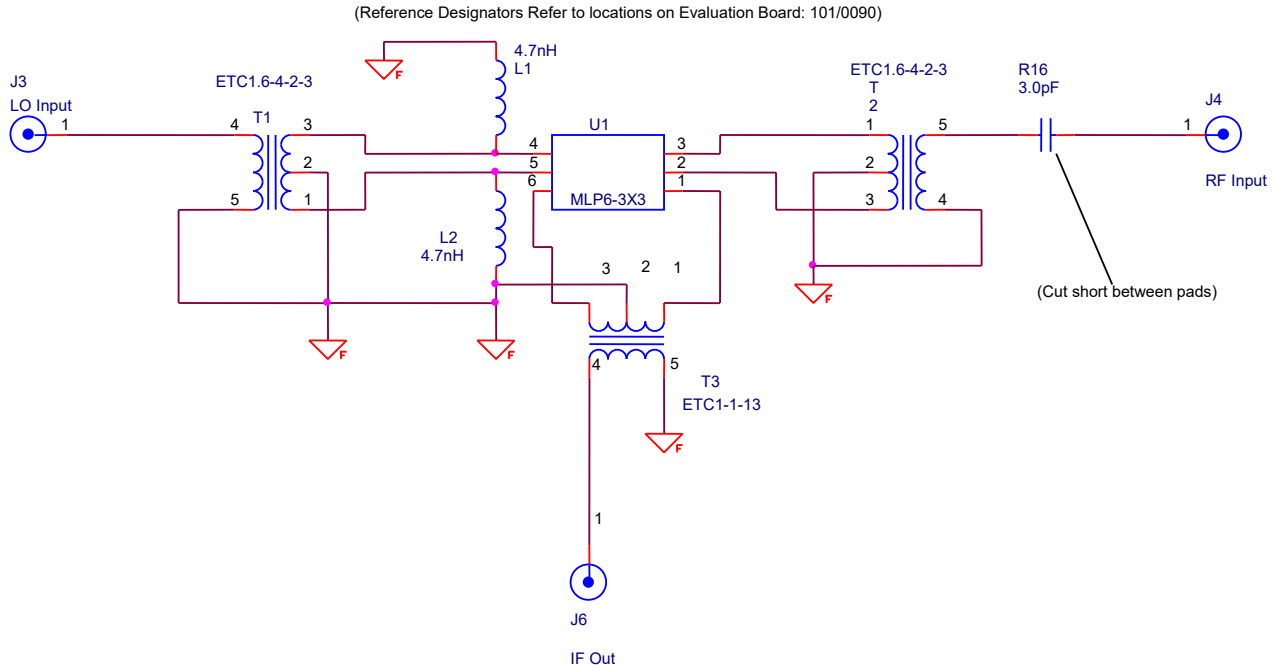 (Reference Designators Refer to locations on Evaluation Board: 101/0090)
J3
LO Input
1
ETC1.6-4-2-3
T1
4
5
3
2
1
4.7nH
L1
F
L2
4.7nH
U1
MLP6-3X3
4
5
6
3
2
1
ETC1.6-4-2-3
T
2
1
2
3
5
4
R16
3.0pF
J4
1
RF Input
(Cut short between pads)
F
F
F
3
2
1
4
5
T3
ETC1-1-13
F
1
J6
IF Out